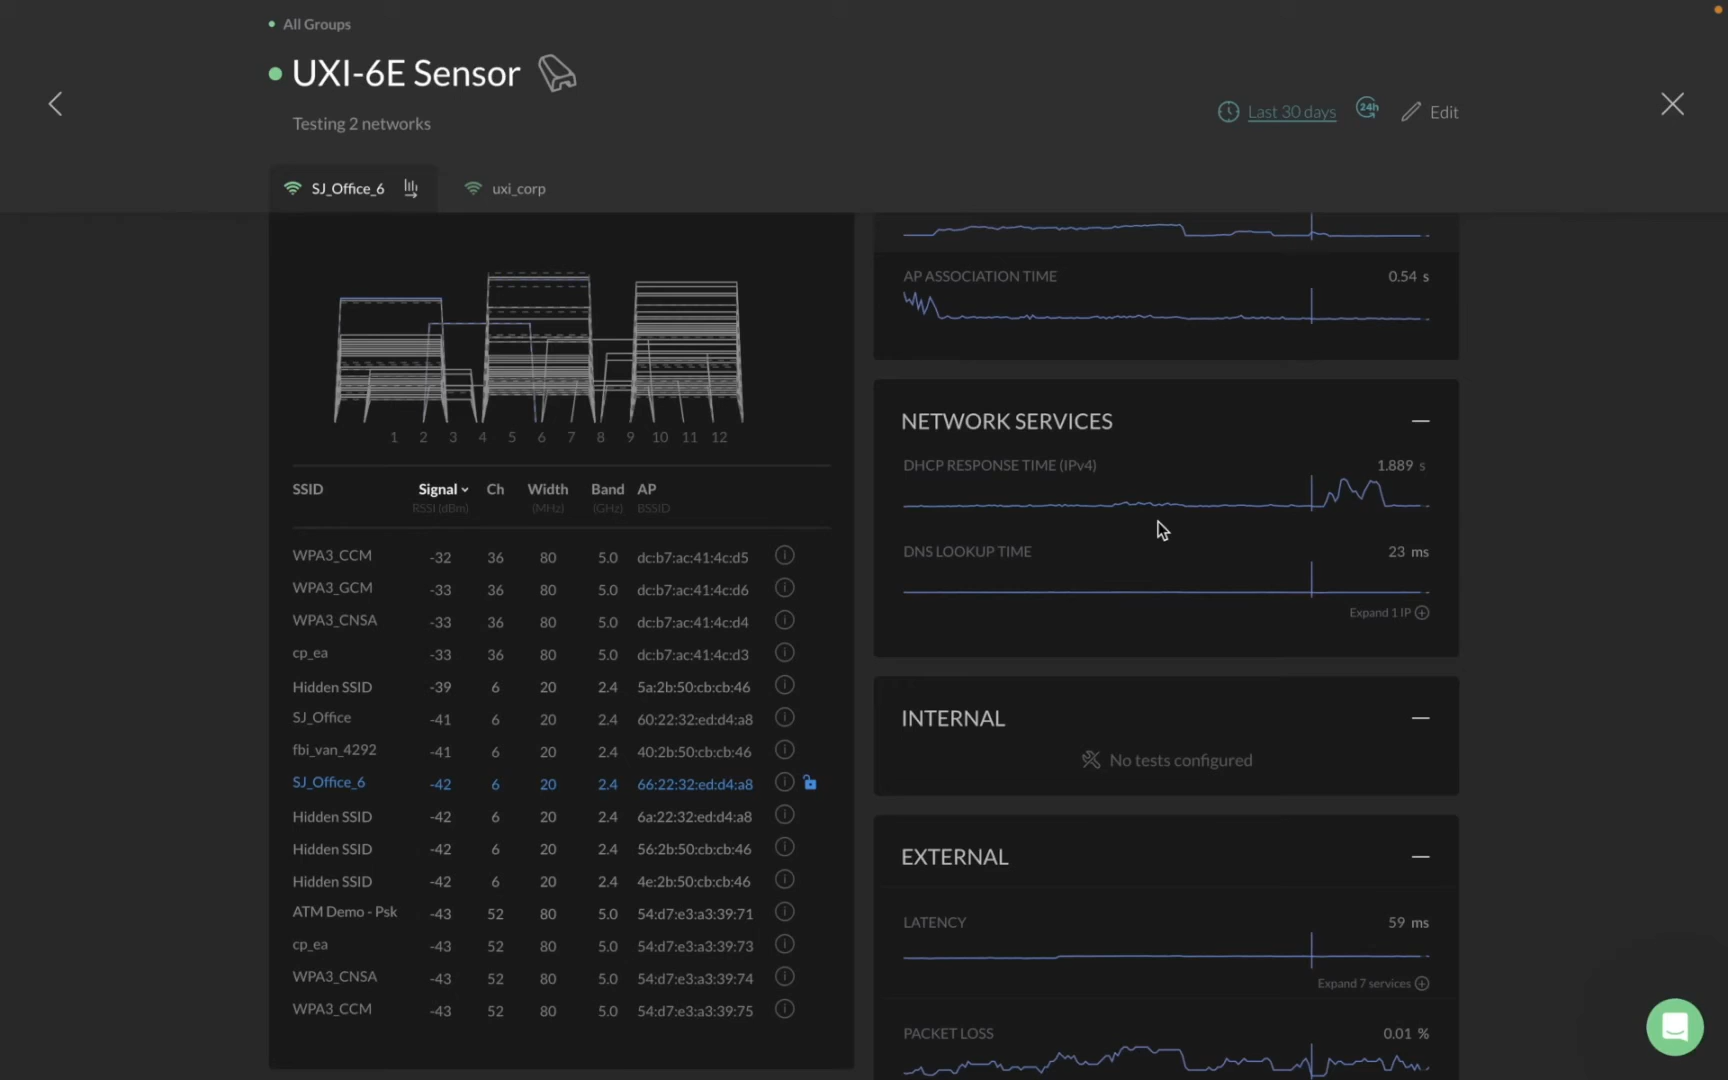 All Groups
UXI-6E Sensor
Testing 2 networks
Last 30 days
24h
Edit
SJ_Office_6
uxi_corp
1 2 3 4 5 6 7 8 9 10 11 12
SSID Signal Ch Width Band AP
RSSI (dBm) (MHz) (GHz) BSSID
WPA3_CCM -32 36 80 5.0 dc:b7:ac:41:4c:d5
WPA3_GCM -33 36 80 5.0 dc:b7:ac:41:4c:d6
WPA3_CNSA -33 36 80 5.0 dc:b7:ac:41:4c:d4
cp_ea -33 36 80 5.0 dc:b7:ac:41:4c:d3
Hidden SSID -39 6 20 2.4 5a:2b:50:cb:cb:46
SJ_Office -41 6 20 2.4 60:22:32:ed:d4:a8
fbi_van_4292 -41 6 20 2.4 40:2b:50:cb:cb:46
SJ_Office_6 -42 6 20 2.4 66:22:32:ed:d4:a8
Hidden SSID -42 6 20 2.4 6a:22:32:ed:d4:a8
Hidden SSID -42 6 20 2.4 56:2b:50:cb:cb:46
Hidden SSID -42 6 20 2.4 4e:2b:50:cb:cb:46
ATM Demo - Psk -43 52 80 5.0 54:d7:e3:a3:39:71
cp_ea -43 52 80 5.0 54:d7:e3:a3:39:73
WPA3_CNSA -43 52 80 5.0 54:d7:e3:a3:39:74
WPA3_CCM -43 52 80 5.0 54:d7:e3:a3:39:75
AP ASSOCIATION TIME 0.54 s
NETWORK SERVICES
DHCP RESPONSE TIME (IPv4) 1.889 s
DNS LOOKUP TIME 23 ms
Expand 1 IP
INTERNAL
No tests configured
EXTERNAL
LATENCY 59 ms
Expand 7 services
PACKET LOSS 0.01 %